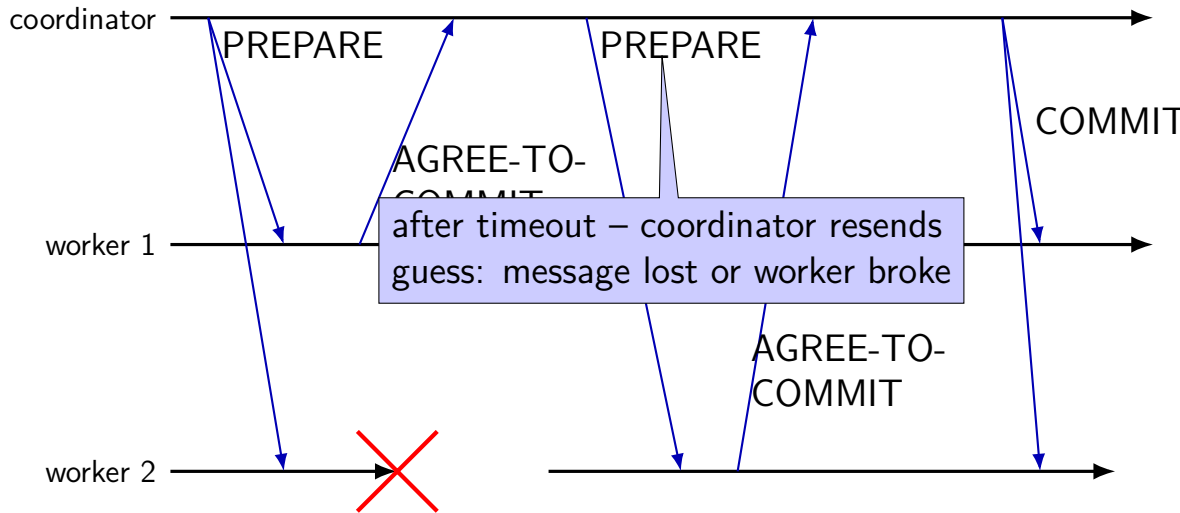 coordinator
PREPARE
PREPARE
COMMIT
AGREE-TO-
COMMIT
after timeout – coordinator resends
guess: message lost or worker broke
worker 1
AGREE-TO-
COMMIT
worker 2